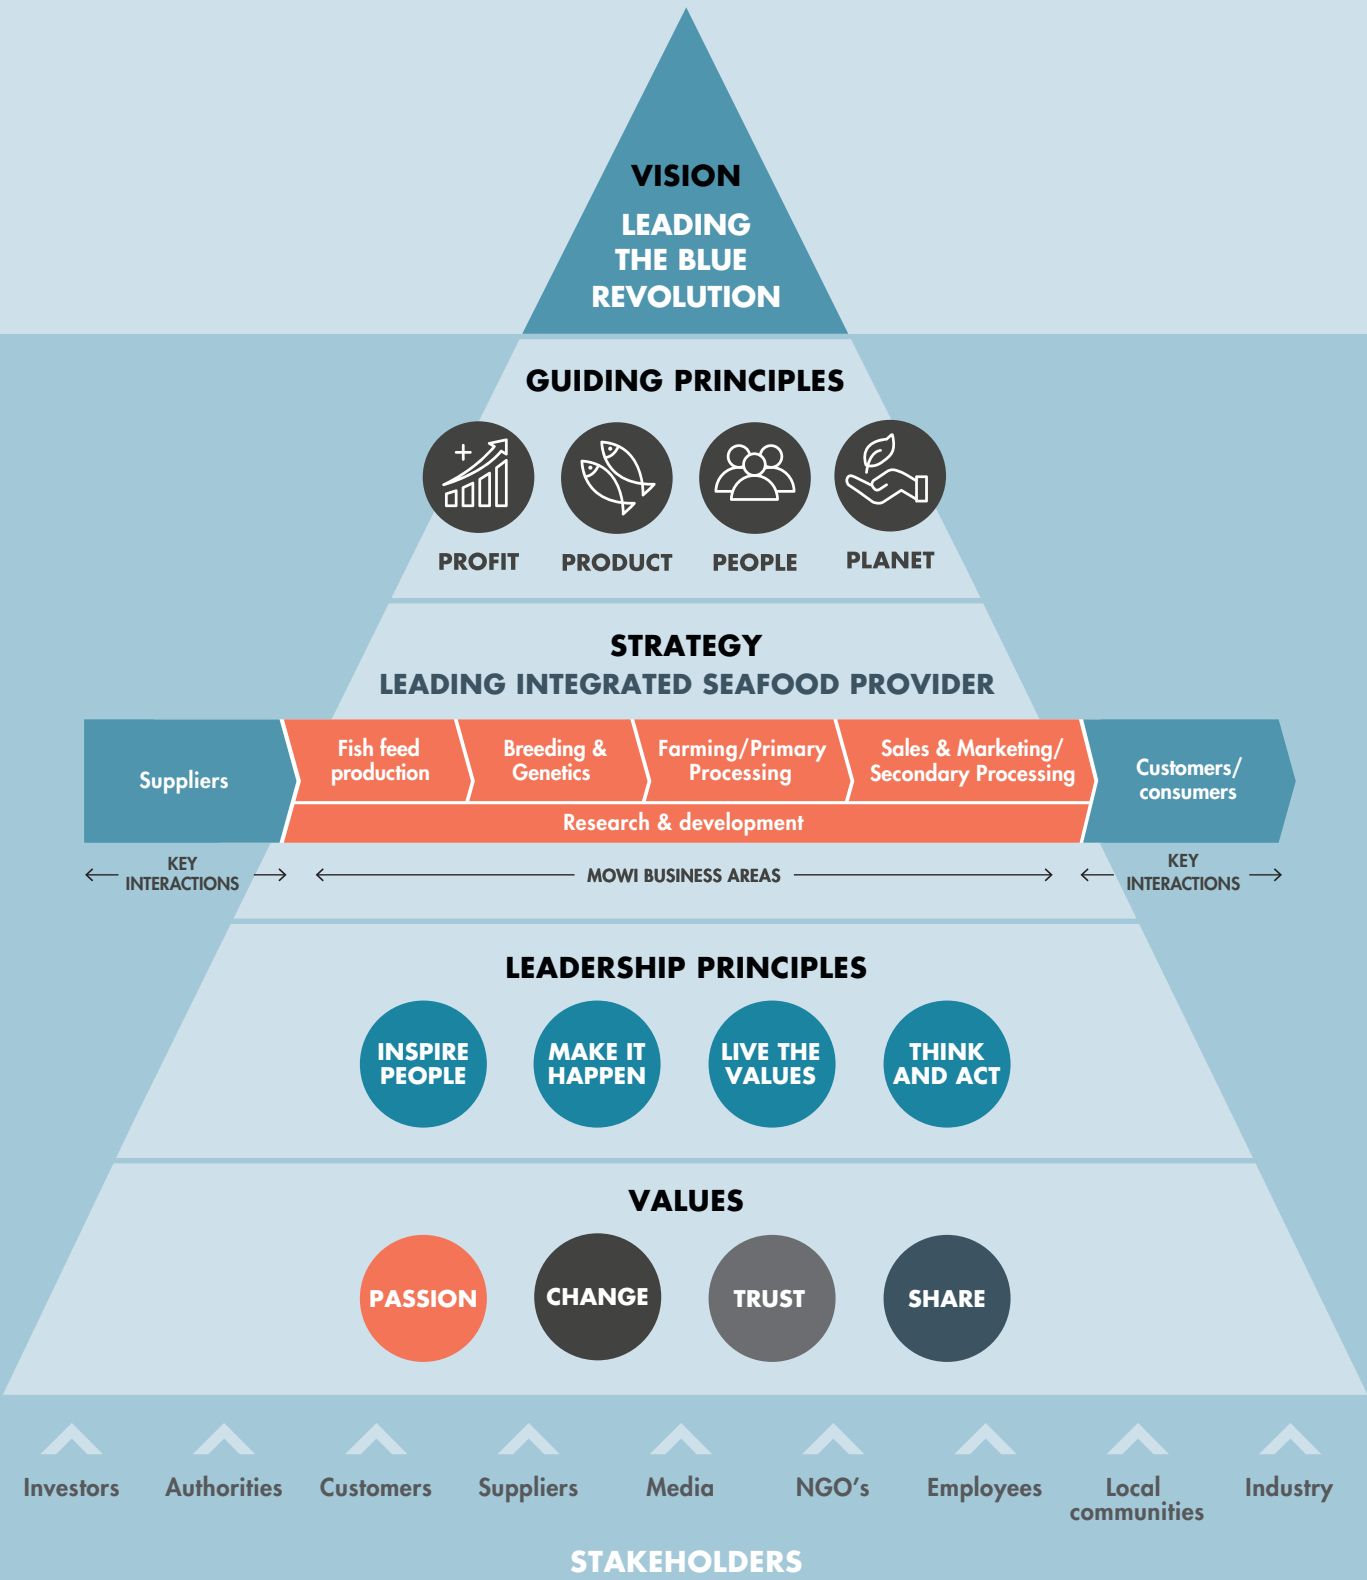 VISION
LEADING
THE BLUE
REVOLUTION
GUIDING PRINCIPLES
PROFIT
PRODUCT
PEOPLE
PLANET
STRATEGY
LEADING INTEGRATED SEAFOOD PROVIDER
Suppliers
Fish feed
production
Breeding &
Genetics
Farming/Primary
Processing
Sales & Marketing/
Secondary Processing
Customers/
consumers
Research & development
KEY
INTERACTIONS
MOWI BUSINESS AREAS
KEY
INTERACTIONS
LEADERSHIP PRINCIPLES
INSPIRE
PEOPLE
MAKE IT
HAPPEN
LIVE THE
VALUES
THINK
AND ACT
VALUES
PASSION
CHANGE
TRUST
SHARE
Investors
Authorities
Customers
Suppliers
Media
NGO's
Employees
Local
communities
Industry
STAKEHOLDERS